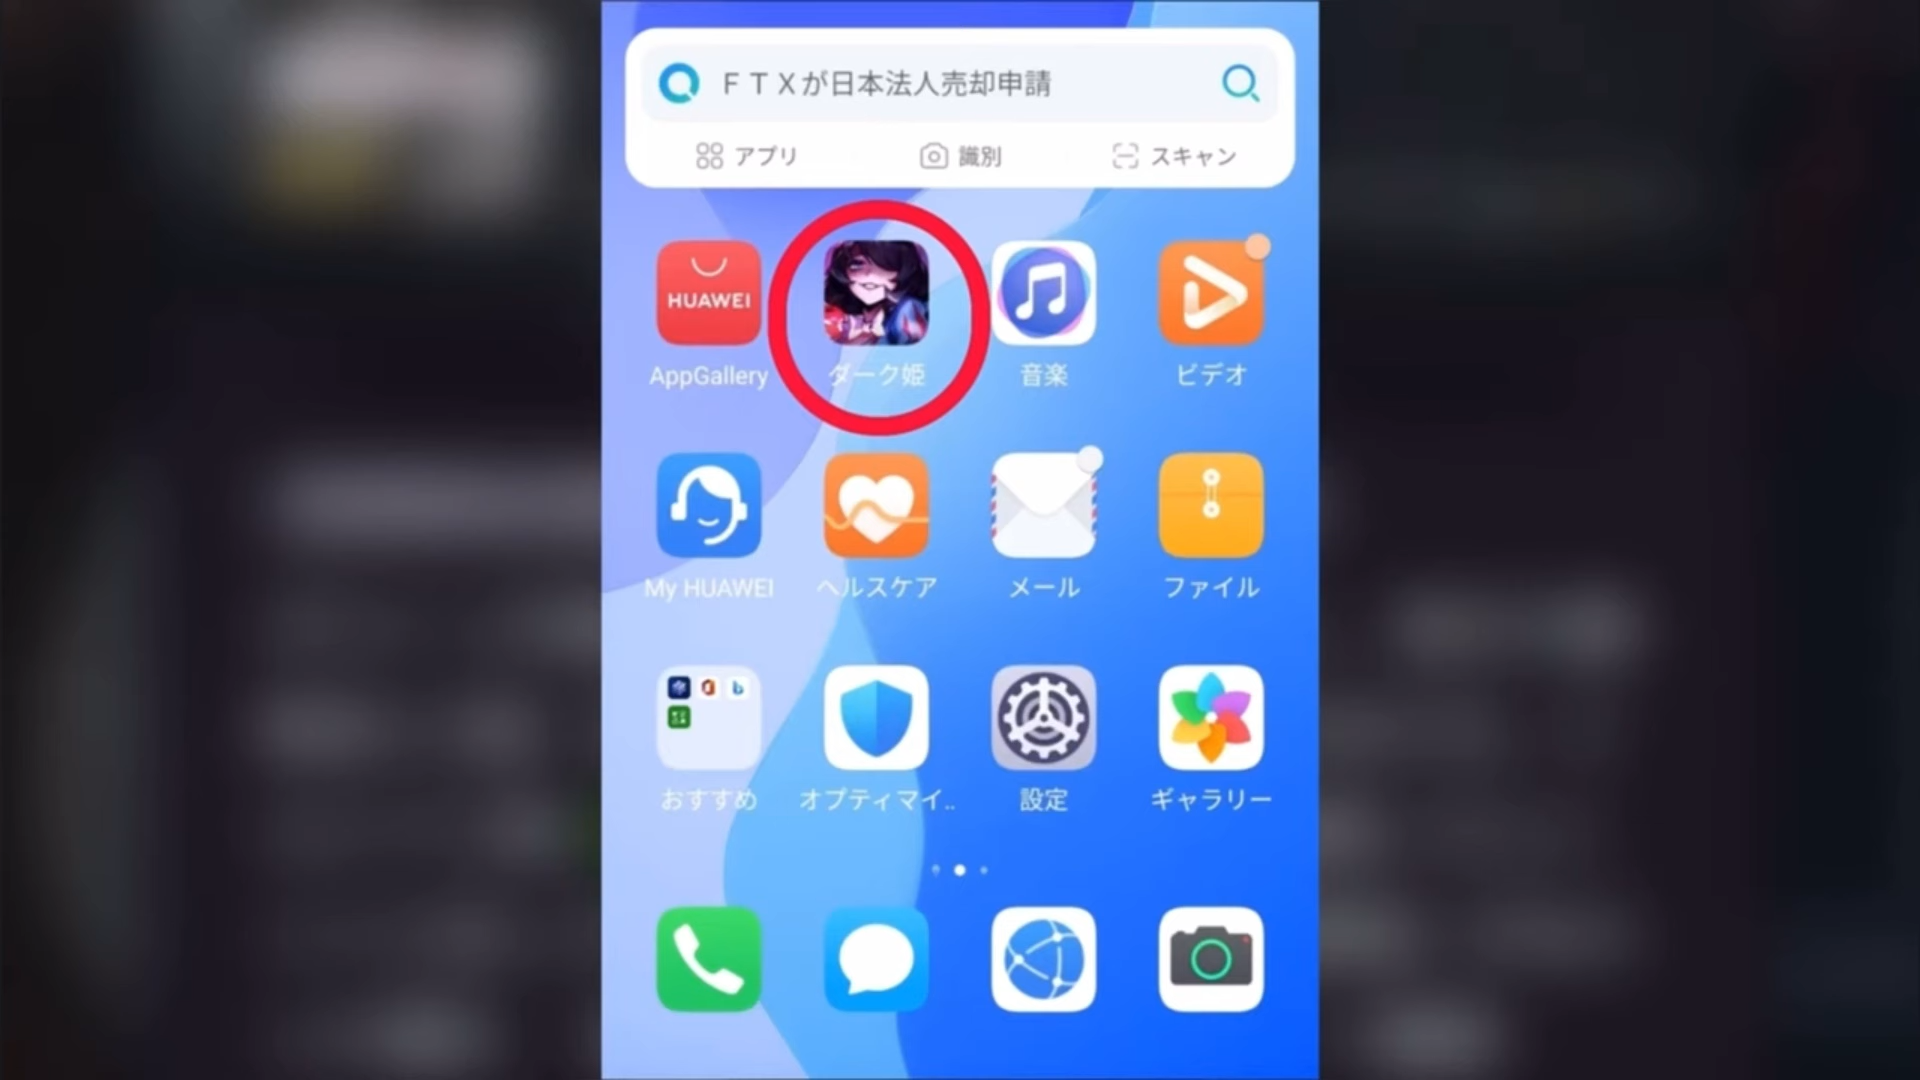 ＦＴＸが日本法人売却申請
アプリ
識別
スキャン
HUAWEI
AppGallery
ダーク姫
音楽
ビデオ
My HUAWEI
ヘルスケア
メール
ファイル
おすすめ
オプティマイ..
設定
ギャラリー